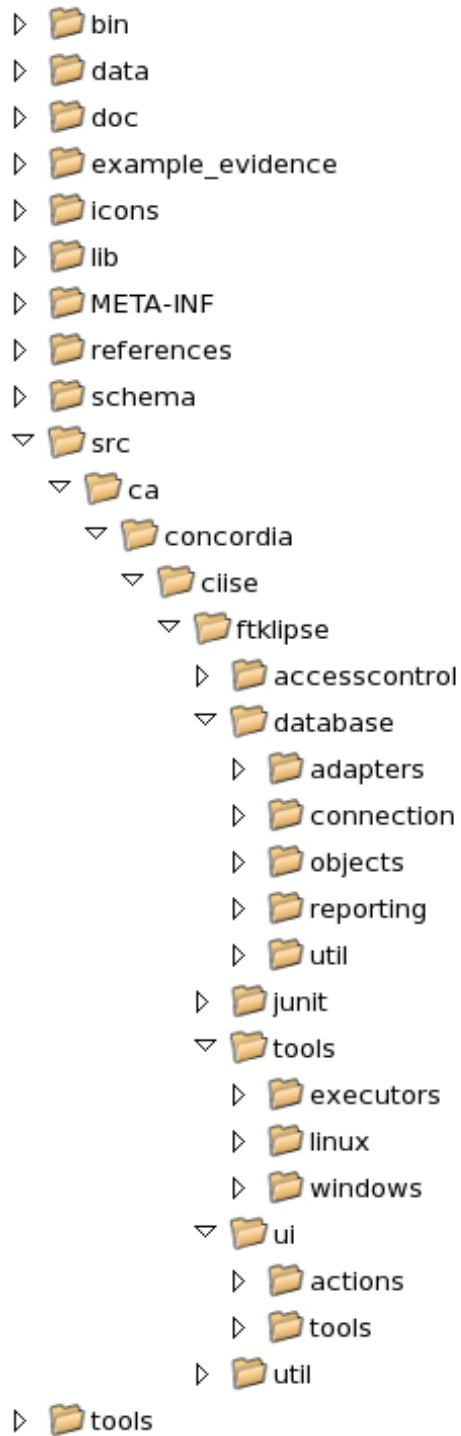 bin
data
doc
example_evidence
icons
lib
META-INF
references
schema
src
ca
concordia
ciise
ftklipse
accesscontrol
database
adapters
connection
objects
reporting
util
junit
tools
executors
linux
windows
ui
actions
tools
util
tools